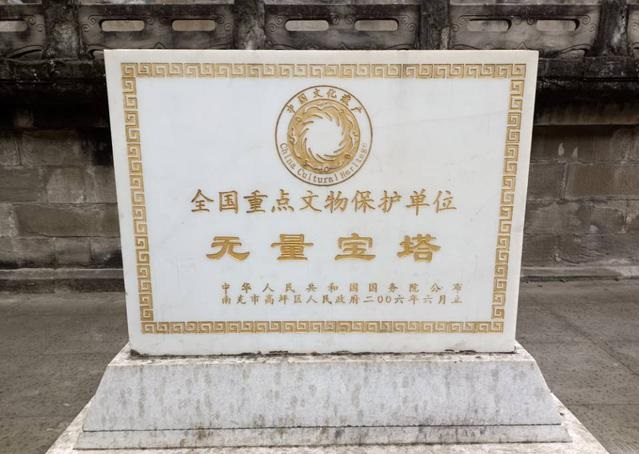 中国文化遗产
China Cultural Heritage
全国重点文物保护单位
无量宝塔
中华人民共和国国务院公布
南充市高坪区人民政府二00六年六月立